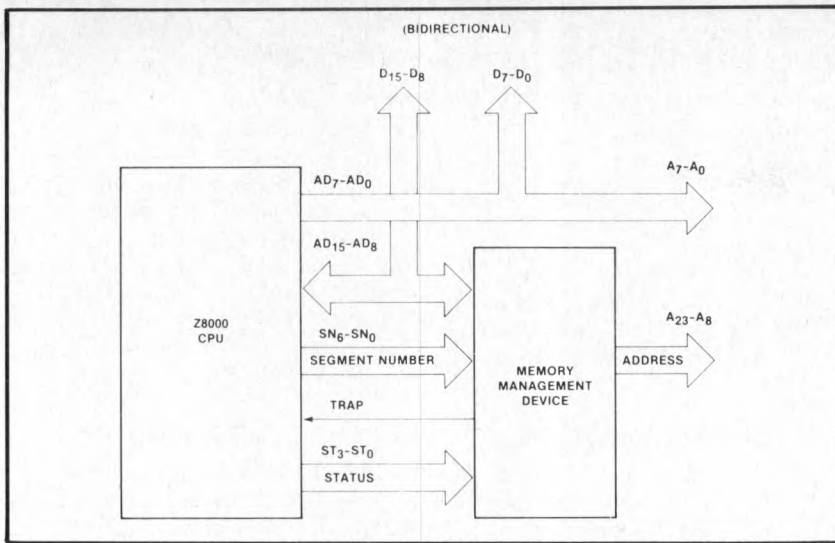 (BIDIRECTIONAL)
D15-D8
D7-D0
AD7-AD0
A7-A0
AD15-AD8
Z8000
CPU
SN6-SN0
SEGMENT NUMBER
A23-A8
ADDRESS
MEMORY
MANAGEMENT
DEVICE
TRAP
ST3-ST0
STATUS